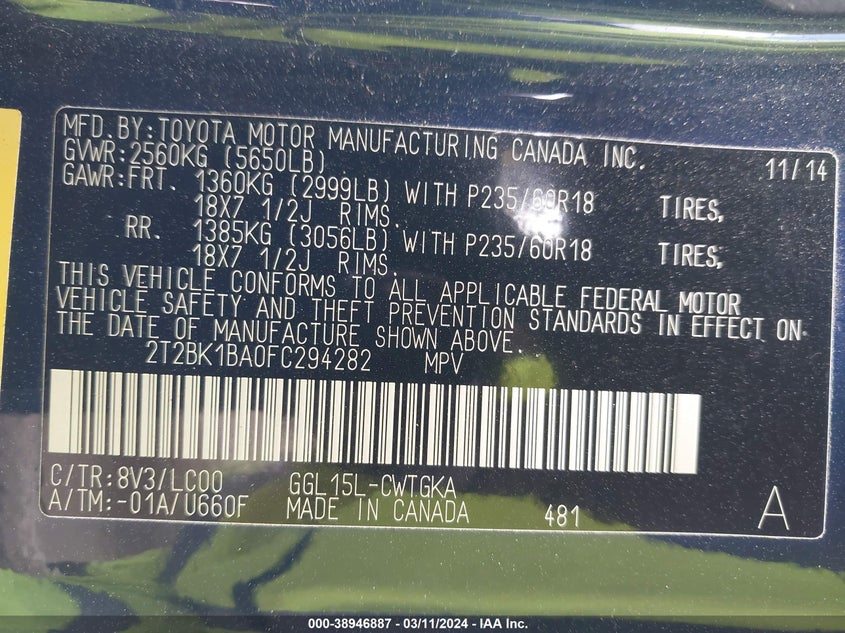 MFD.BY:TOYOTA MOTOR MANUFACTURING CANADA INC. 11/14
GVWR:2560KG (5650LB)
GAWR:FRT. 1360KG (2999LB) WITH P235/60R18 TIRES,
18X7 1/2J RIMS.
RR. 1385KG (3056LB) WITH P235/60R18 TIRES,
18X7 1/2J RIMS.
THIS VEHICLE CONFORMS TO ALL APPLICABLE FEDERAL MOTOR
VEHICLE SAFETY AND THEFT PREVENTION STANDARDS IN EFFECT ON
THE DATE OF MANUFACTURE SHOWN ABOVE.
2T2BK1BA0FC294282 MPV
C/TR:8V3/LC00 GGL15L-CWTGKA
A/TM:-01A/U660F MADE IN CANADA 481 A
000-38946887 - 03/11/2024 - IAA Inc.